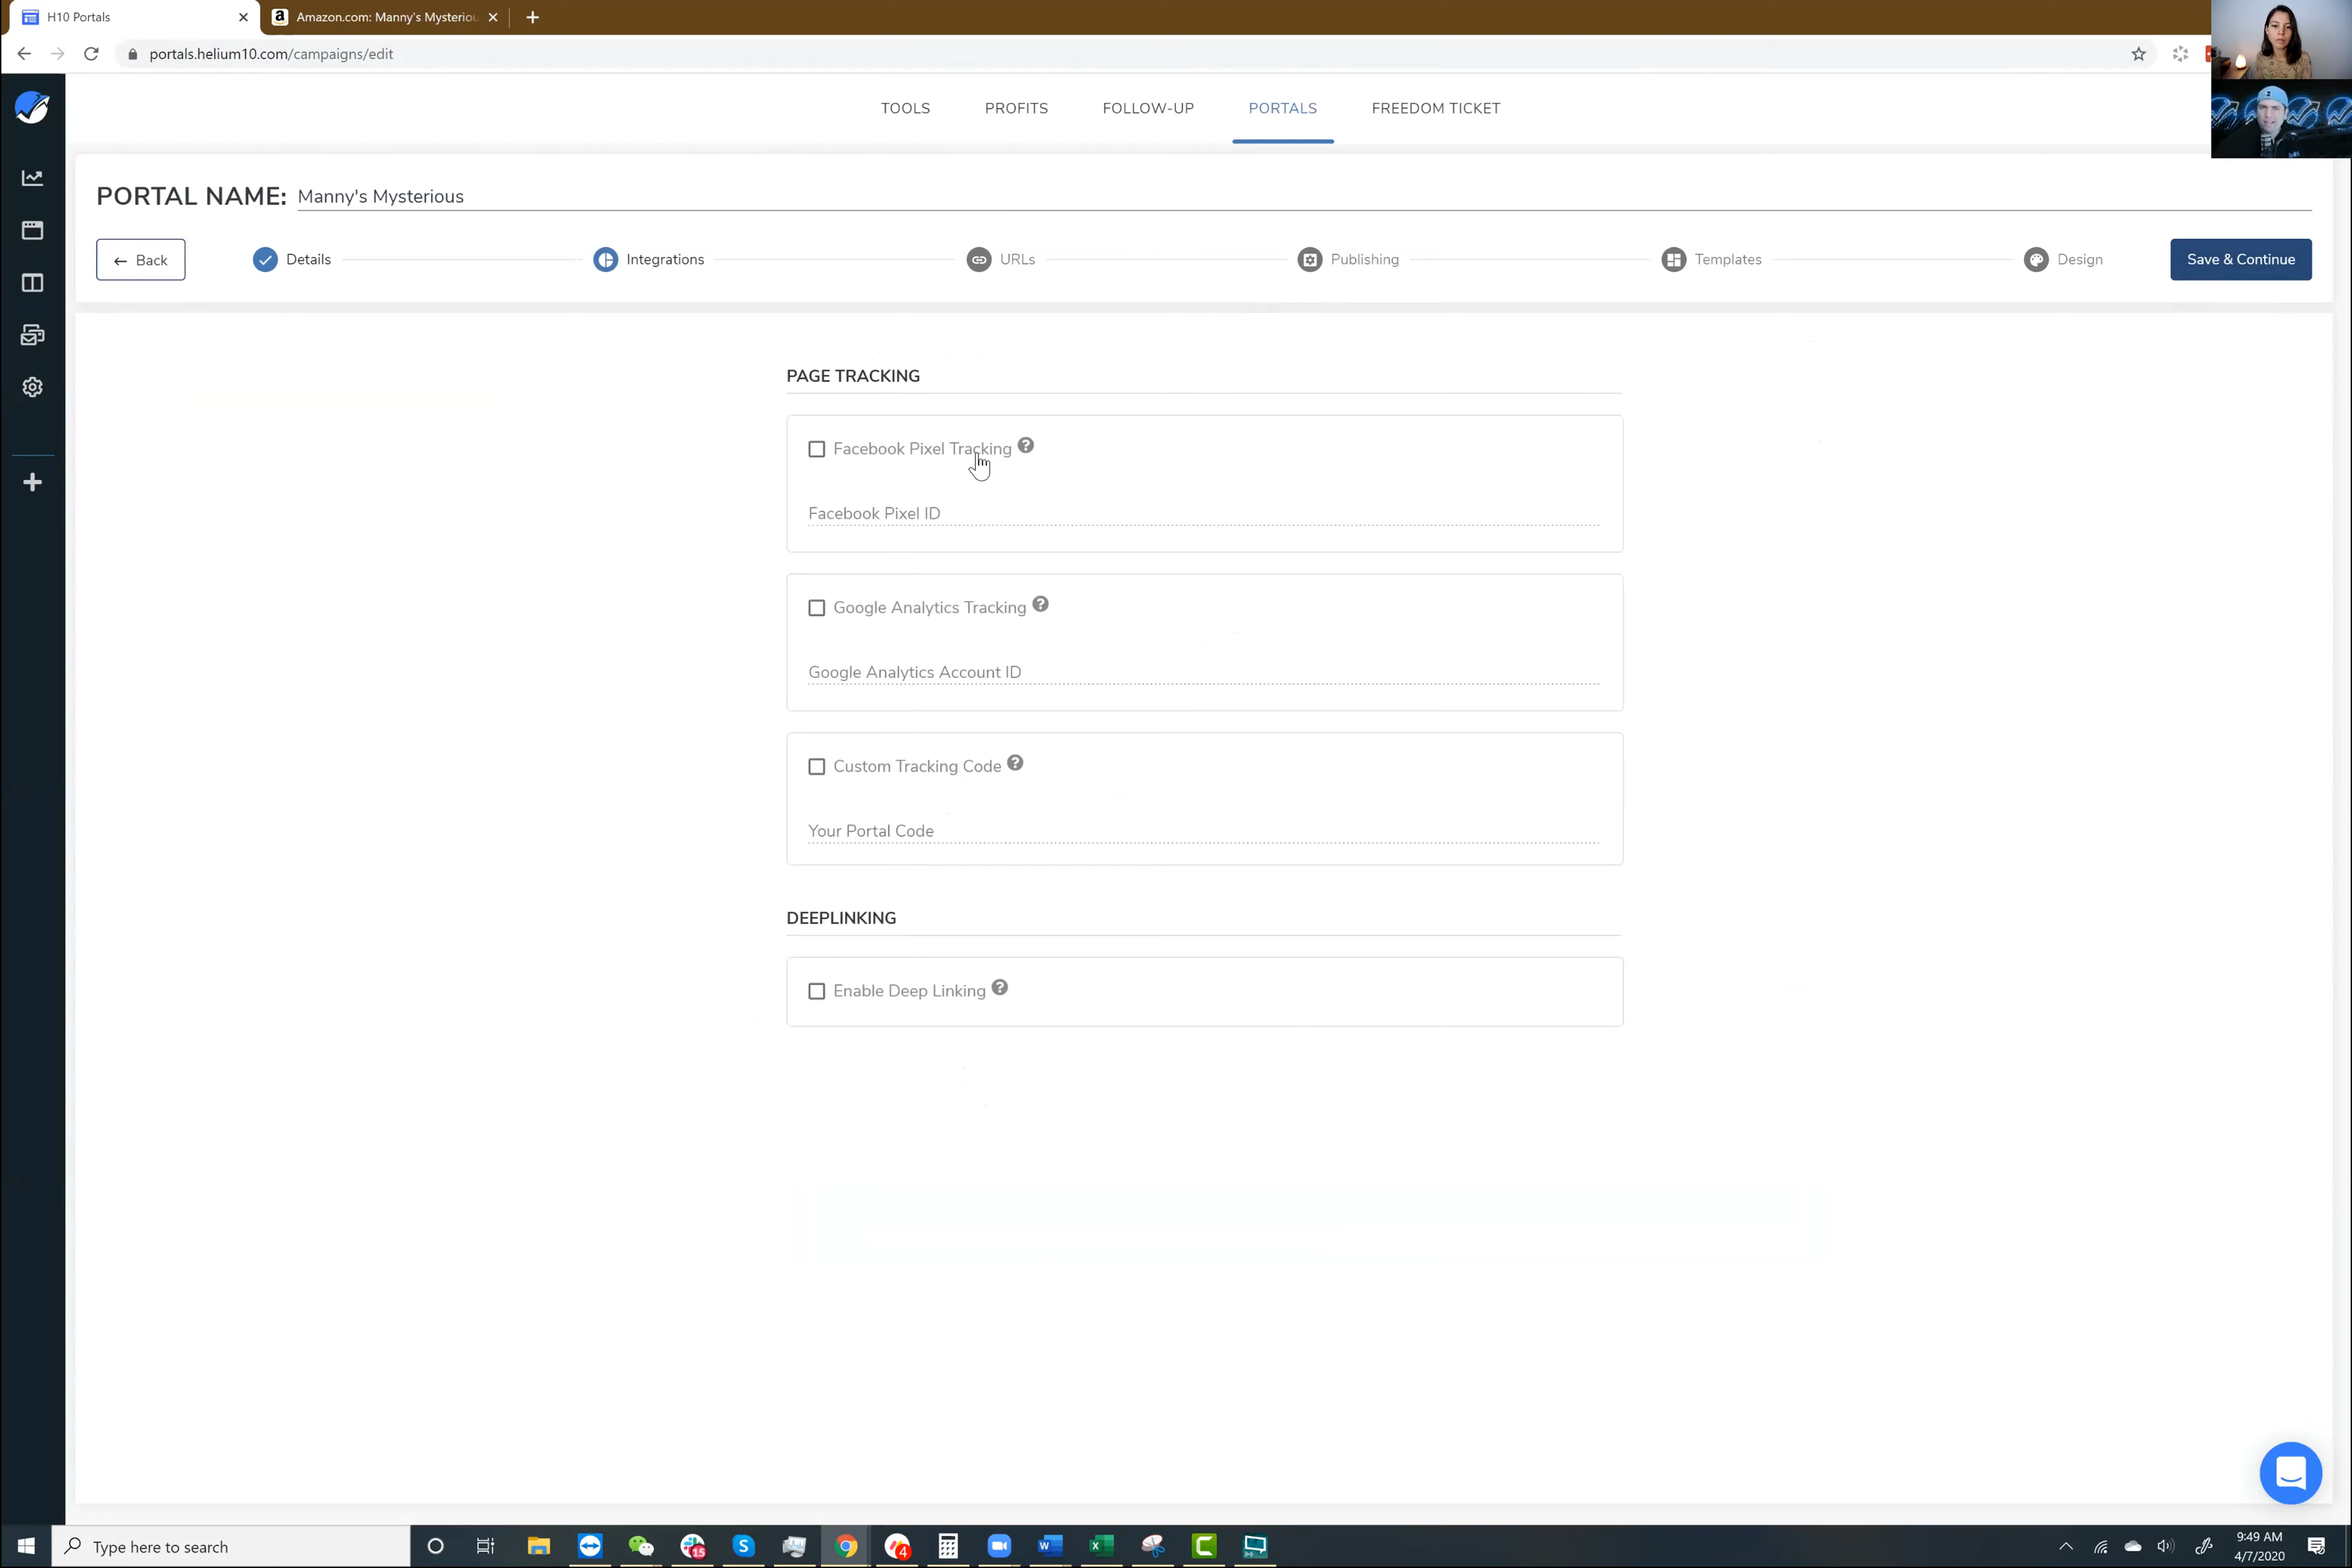 H10 Portals
Amazon.com: Manny's Mysteriou
portals.helium10.com/campaigns/edit
TOOLS
PROFITS
FOLLOW-UP
PORTALS
FREEDOM TICKET
PORTAL NAME: Manny's Mysterious
Back
Details
Integrations
URLs
Publishing
Templates
Design
Save & Continue
PAGE TRACKING
Facebook Pixel Tracking ?
Facebook Pixel ID
Google Analytics Tracking ?
Google Analytics Account ID
Custom Tracking Code ?
Your Portal Code
DEEPLINKING
Enable Deep Linking ?
Type here to search
15
S
4
W
X
C
9:49 AM
4/7/2020